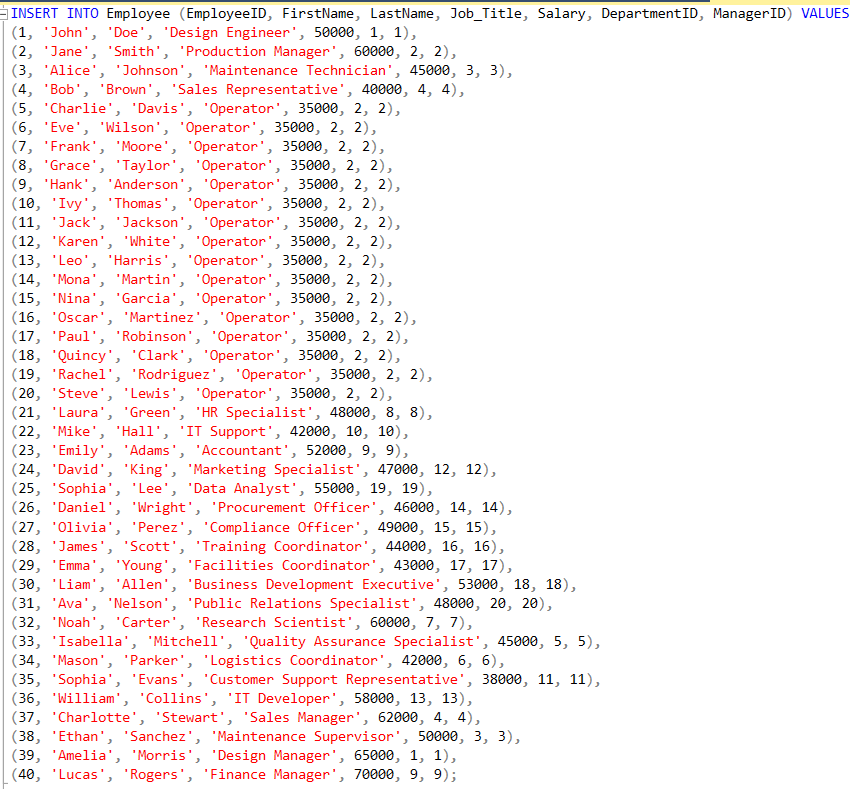 INSERT INTO Employee (EmployeeID, FirstName, LastName, Job_Title, Salary, DepartmentID, ManagerID) VALUES
(1, 'John', 'Doe', 'Design Engineer', 50000, 1, 1),
(2, 'Jane', 'Smith', 'Production Manager', 60000, 2, 2),
(3, 'Alice', 'Johnson', 'Maintenance Technician', 45000, 3, 3),
(4, 'Bob', 'Brown', 'Sales Representative', 40000, 4, 4),
(5, 'Charlie', 'Davis', 'Operator', 35000, 2, 2),
(6, 'Eve', 'Wilson', 'Operator', 35000, 2, 2),
(7, 'Frank', 'Moore', 'Operator', 35000, 2, 2),
(8, 'Grace', 'Taylor', 'Operator', 35000, 2, 2),
(9, 'Hank', 'Anderson', 'Operator', 35000, 2, 2),
(10, 'Ivy', 'Thomas', 'Operator', 35000, 2, 2),
(11, 'Jack', 'Jackson', 'Operator', 35000, 2, 2),
(12, 'Karen', 'White', 'Operator', 35000, 2, 2),
(13, 'Leo', 'Harris', 'Operator', 35000, 2, 2),
(14, 'Mona', 'Martin', 'Operator', 35000, 2, 2),
(15, 'Nina', 'Garcia', 'Operator', 35000, 2, 2),
(16, 'Oscar', 'Martinez', 'Operator', 35000, 2, 2),
(17, 'Paul', 'Robinson', 'Operator', 35000, 2, 2),
(18, 'Quincy', 'Clark', 'Operator', 35000, 2, 2),
(19, 'Rachel', 'Rodriguez', 'Operator', 35000, 2, 2),
(20, 'Steve', 'Lewis', 'Operator', 35000, 2, 2),
(21, 'Laura', 'Green', 'HR Specialist', 48000, 8, 8),
(22, 'Mike', 'Hall', 'IT Support', 42000, 10, 10),
(23, 'Emily', 'Adams', 'Accountant', 52000, 9, 9),
(24, 'David', 'King', 'Marketing Specialist', 47000, 12, 12),
(25, 'Sophia', 'Lee', 'Data Analyst', 55000, 19, 19),
(26, 'Daniel', 'Wright', 'Procurement Officer', 46000, 14, 14),
(27, 'Olivia', 'Perez', 'Compliance Officer', 49000, 15, 15),
(28, 'James', 'Scott', 'Training Coordinator', 44000, 16, 16),
(29, 'Emma', 'Young', 'Facilities Coordinator', 43000, 17, 17),
(30, 'Liam', 'Allen', 'Business Development Executive', 53000, 18, 18),
(31, 'Ava', 'Nelson', 'Public Relations Specialist', 48000, 20, 20),
(32, 'Noah', 'Carter', 'Research Scientist', 60000, 7, 7),
(33, 'Isabella', 'Mitchell', 'Quality Assurance Specialist', 45000, 5, 5),
(34, 'Mason', 'Parker', 'Logistics Coordinator', 42000, 6, 6),
(35, 'Sophia', 'Evans', 'Customer Support Representative', 38000, 11, 11),
(36, 'William', 'Collins', 'IT Developer', 58000, 13, 13),
(37, 'Charlotte', 'Stewart', 'Sales Manager', 62000, 4, 4),
(38, 'Ethan', 'Sanchez', 'Maintenance Supervisor', 50000, 3, 3),
(39, 'Amelia', 'Morris', 'Design Manager', 65000, 1, 1),
(40, 'Lucas', 'Rogers', 'Finance Manager', 70000, 9, 9);